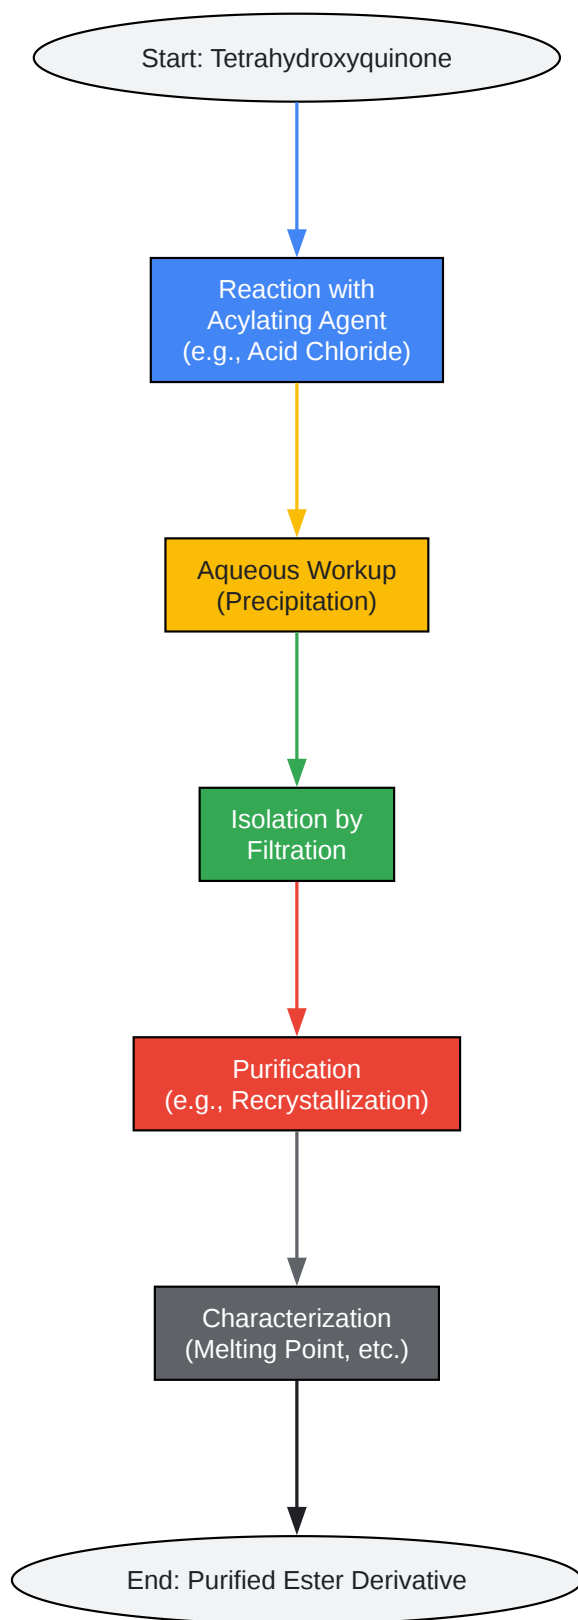 Start: Tetrahydroxyquinone
Reaction with
Acylating Agent
(e.g., Acid Chloride)
Aqueous Workup
(Precipitation)
Isolation by
Filtration
Purification
(e.g., Recrystallization)
Characterization
(Melting Point, etc.)
End: Purified Ester Derivative